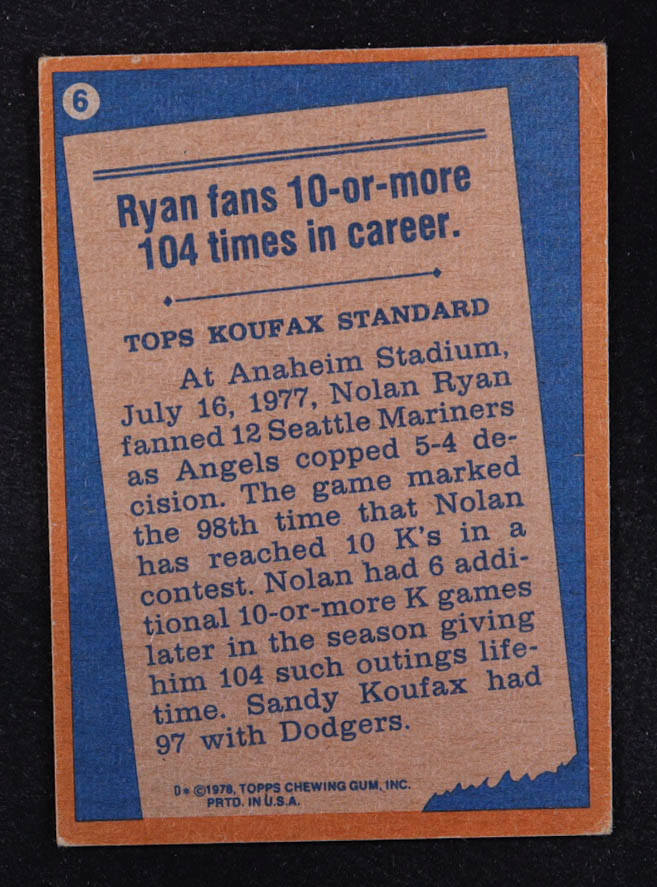 6
Ryan fans 10-or-more
104 times in career.
TOPS KOUFAX STANDARD
At Anaheim Stadium,
July 16, 1977, Nolan Ryan
fanned 12 Seattle Mariners
as Angels copped 5-4 de-
cision. The game marked
the 98th time that Nolan
has reached 10 K's in a
contest. Nolan had 6 addi-
tional 10-or-more K games
later in the season giving
him 104 such outings life-
time. Sandy Koufax had
97 with Dodgers.
D* ©1978, TOPPS CHEWING GUM, INC.
PRTD. IN U.S.A.